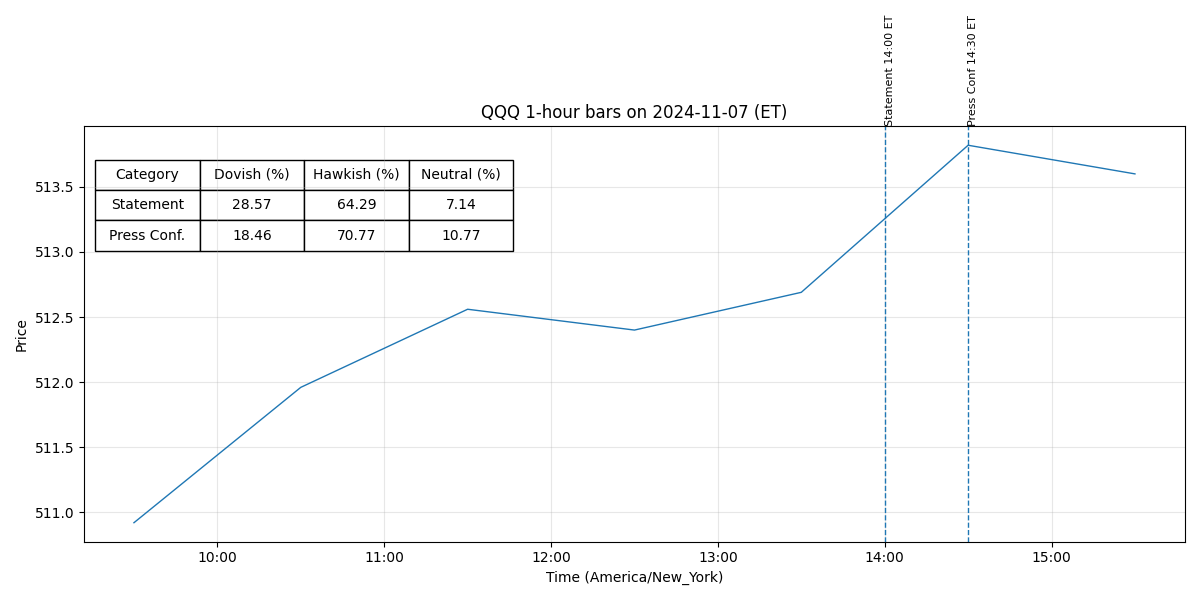 Statement 14:00 ET
Press Conf 14:30 ET
QQQ 1-hour bars on 2024-11-07 (ET)
Category Dovish (%) Hawkish (%) Neutral (%)
Statement 28.57 64.29 7.14
Press Conf. 18.46 70.77 10.77
Price
513.5
513.0
512.5
512.0
511.5
511.0
10:00 11:00 12:00 13:00 14:00 15:00
Time (America/New_York)